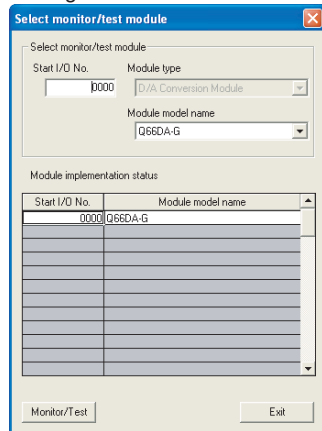 Select monitor/test module
Select monitor/test module
Start I/O No. Module type
0000 D/A Conversion Module
Module model name
Q66DA-G
Module implementation status
Start I/O No. Module model name
0000 Q66DA-G
Monitor/Test Exit